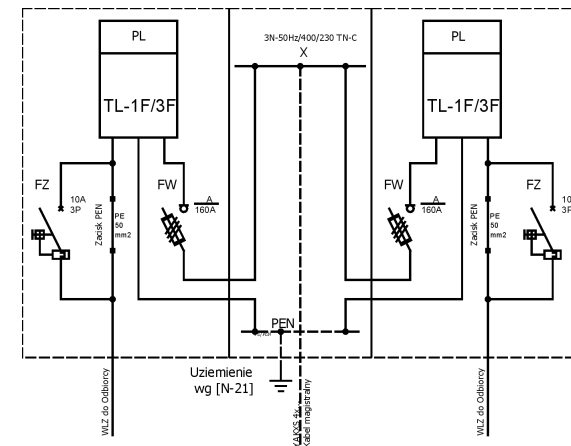 PL
3N-50Hz/400/230 TN-C
X
PL
TL-1F/3F
TL-1F/3F
FZ
10A
3P
Zacisk PEN
PE
50
mm2
FW
A
160A
FW
A
160A
Zacisk PEN
PE
50
mm2
FZ
10
3P
PEN
Uziemienie
wg [N-21]
WLZ do Odbiorcy
kabel magistralny
WLZ do Odbiorcy